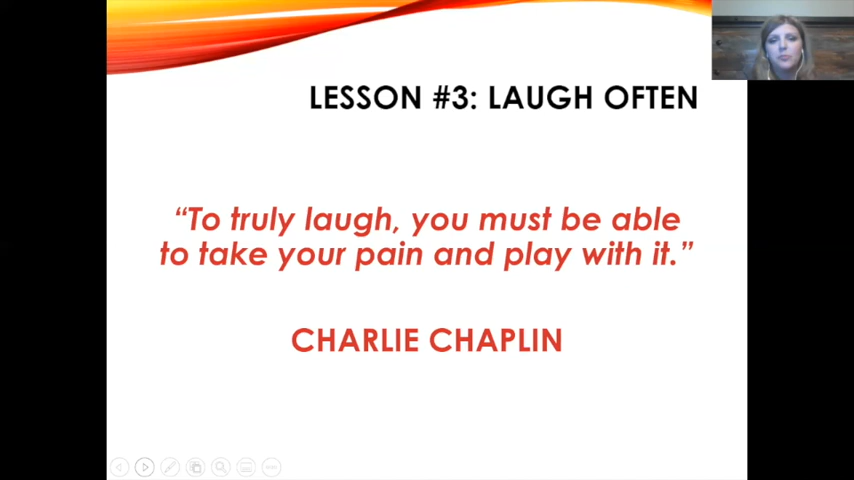 LESSON #3: LAUGH OFTEN
“To truly laugh, you must be able
to take your pain and play with it.”
CHARLIE CHAPLIN